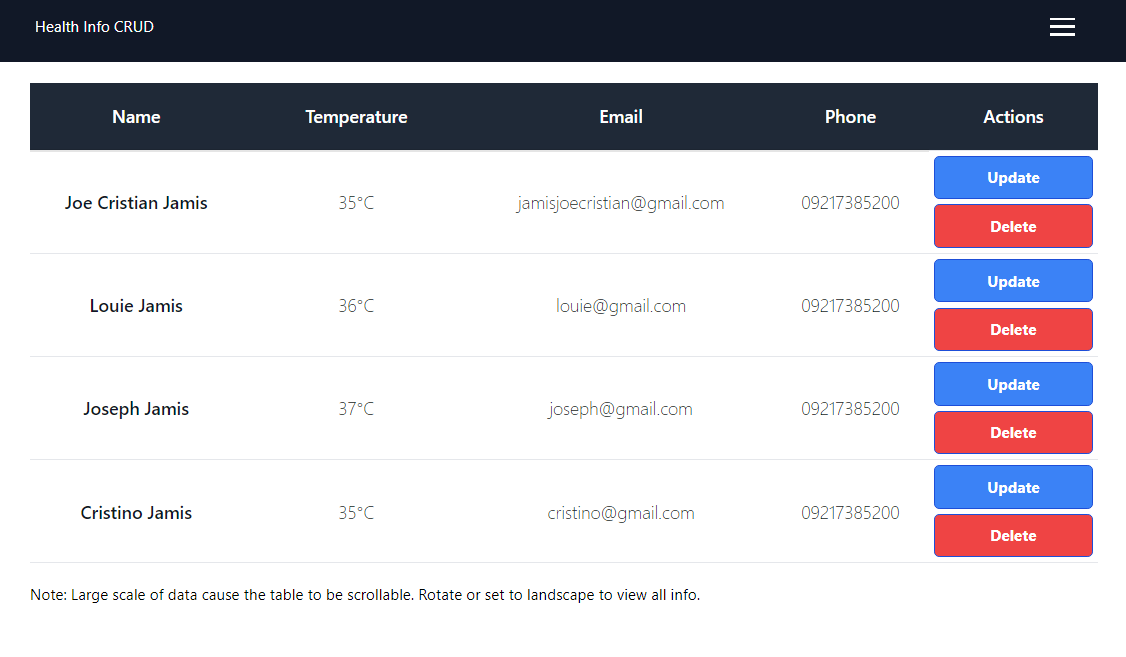 Health Info CRUD
Name Temperature Email Phone Actions
Joe Cristian Jamis 35°C jamisjoecristian@gmail.com 09217385200 Update
Delete
Louie Jamis 36°C louie@gmail.com 09217385200 Update
Delete
Joseph Jamis 37°C joseph@gmail.com 09217385200 Update
Delete
Cristino Jamis 35°C cristino@gmail.com 09217385200 Update
Delete
Note: Large scale of data cause the table to be scrollable. Rotate or set to landscape to view all info.